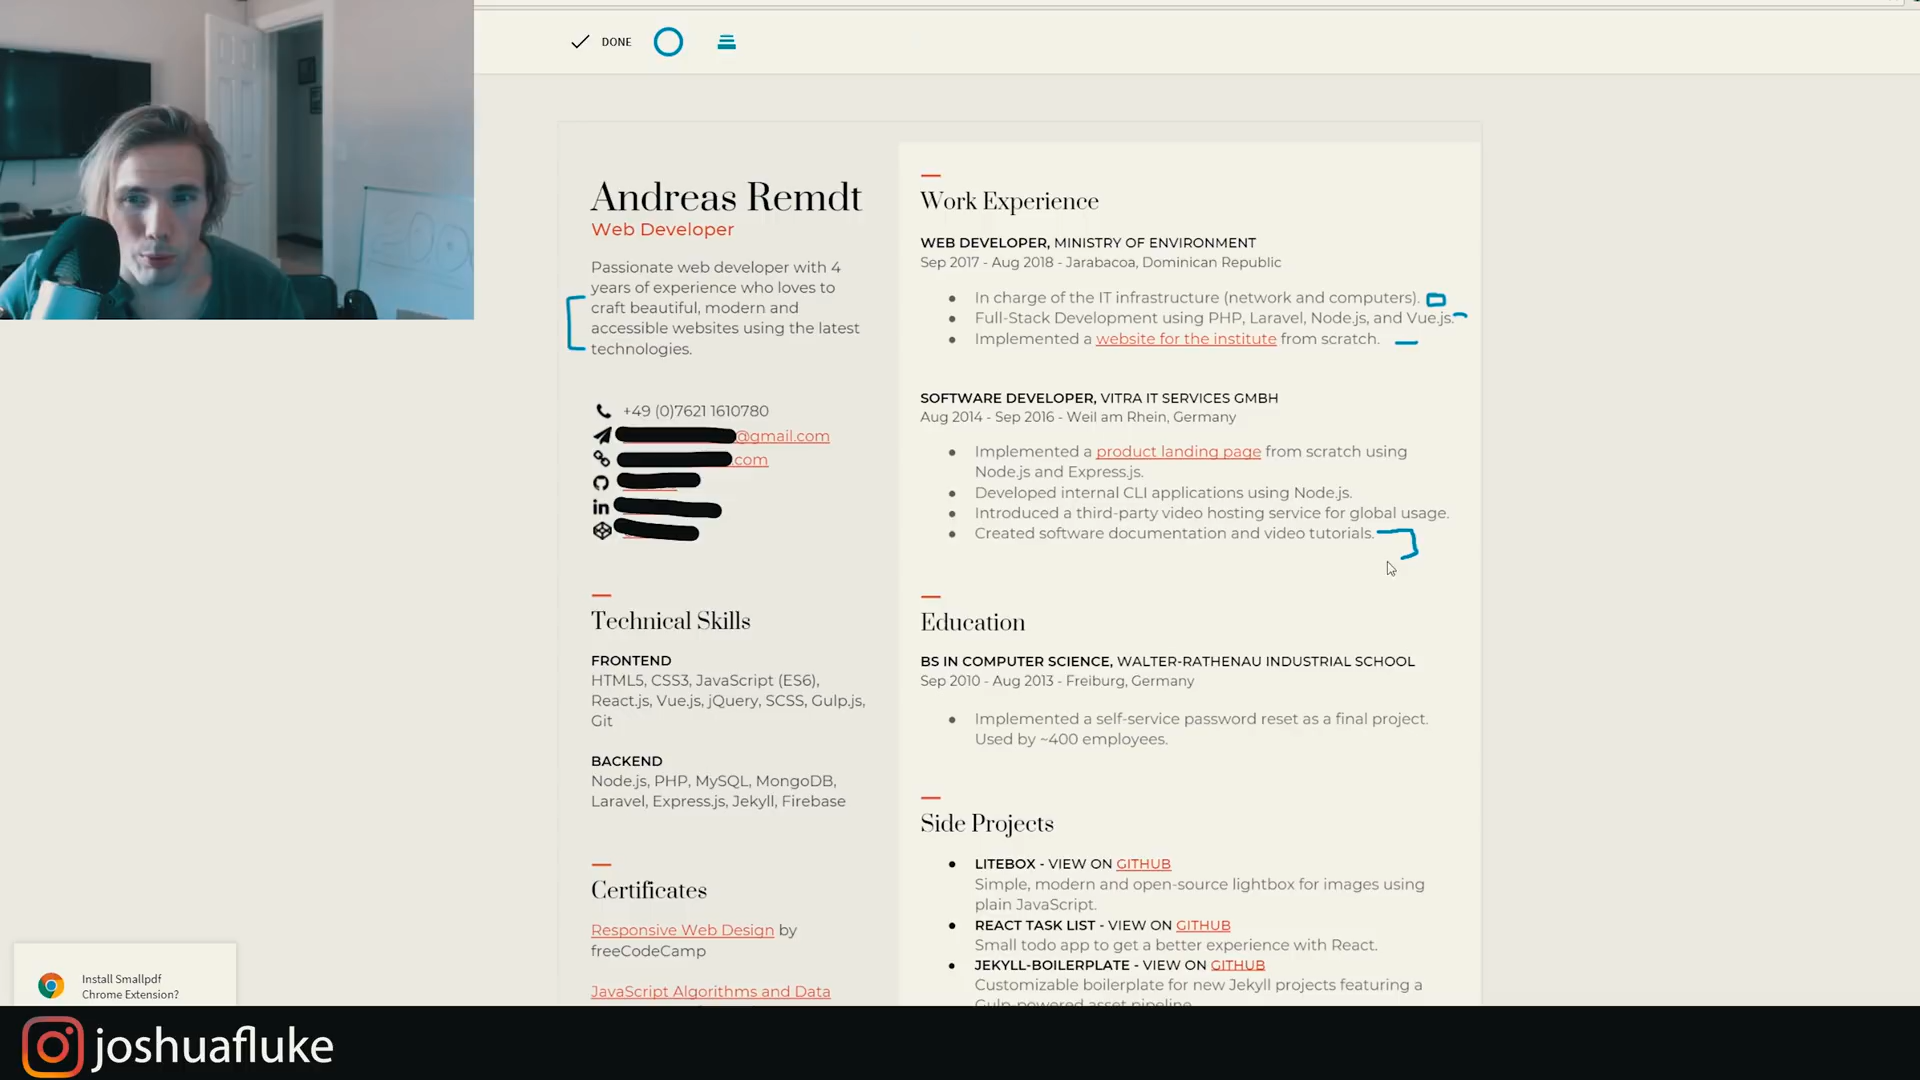 DONE
Andreas Remdt
Web Developer
Passionate web developer with 4
years of experience who loves to
craft beautiful, modern and
accessible websites using the latest
technologies.
+49 (0)7621 1610780
@gmail.com
.com
Technical Skills
FRONTEND
HTML5, CSS3, JavaScript (ES6),
React.js, Vue.js, jQuery, SCSS, Gulp.js,
Git
BACKEND
Node.js, PHP, MySQL, MongoDB,
Laravel, Express.js, Jekyll, Firebase
Certificates
Responsive Web Design by
freeCodeCamp
JavaScript Algorithms and Data
Work Experience
WEB DEVELOPER, MINISTRY OF ENVIRONMENT
Sep 2017 - Aug 2018 - Jarabacoa, Dominican Republic
• In charge of the IT infrastructure (network and computers).
• Full-Stack Development using PHP, Laravel, Node.js, and Vue.js.
• Implemented a website for the institute from scratch.
SOFTWARE DEVELOPER, VITRA IT SERVICES GMBH
Aug 2014 - Sep 2016 - Weil am Rhein, Germany
• Implemented a product landing page from scratch using
Node.js and Express.js.
• Developed internal CLI applications using Node.js.
• Introduced a third-party video hosting service for global usage.
• Created software documentation and video tutorials.
Education
BS IN COMPUTER SCIENCE, WALTER-RATHENAU INDUSTRIAL SCHOOL
Sep 2010 - Aug 2013 - Freiburg, Germany
• Implemented a self-service password reset as a final project.
Used by ~400 employees.
Side Projects
• LITEBOX - VIEW ON GITHUB
Simple, modern and open-source lightbox for images using
plain JavaScript.
• REACT TASK LIST - VIEW ON GITHUB
Small todo app to get a better experience with React.
• JEKYLL-BOILERPLATE - VIEW ON GITHUB
Customizable boilerplate for new Jekyll projects featuring a
Gulp-powered asset pipeline
Install Smallpdf
Chrome Extension?
joshuafluke